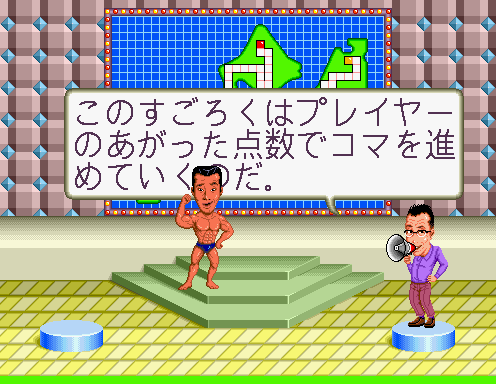 このすごろくはプレイヤー
のあがった点数でコマを進
めていくのだ。